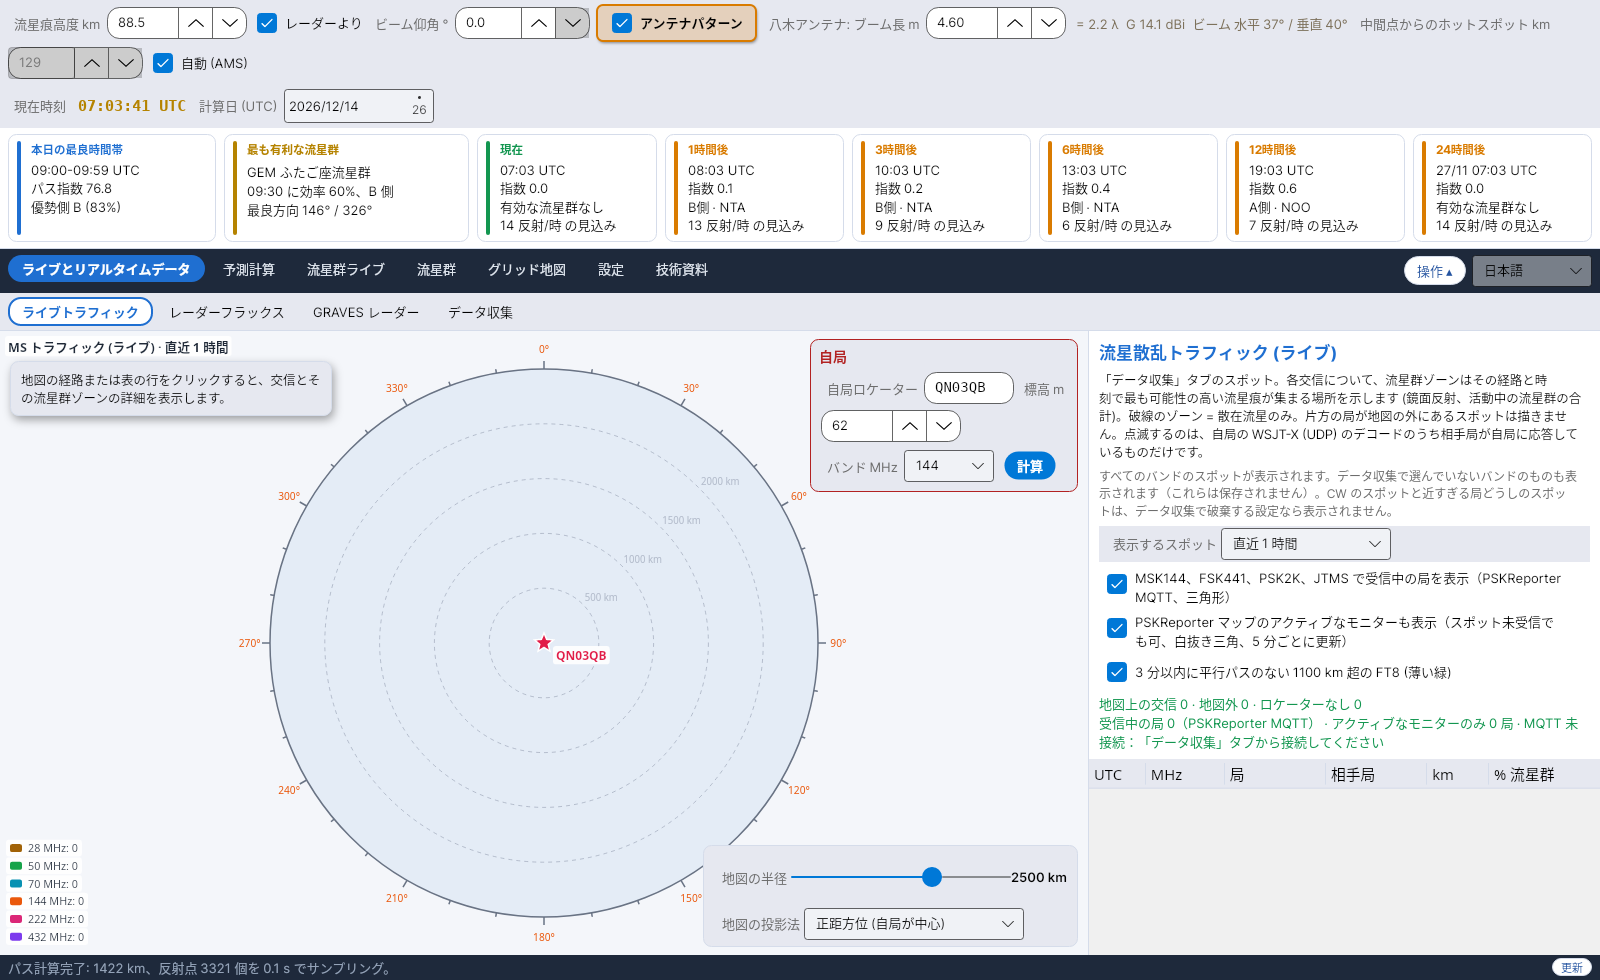 流星痕高度 km 88.5 レーダーより ビーム仰角 ° 0.0 アンテナパターン 八木アンテナ: ブーム長 m 4.60 = 2.2 λ G 14.1 dBi ビーム 水平 37° / 垂直 40° 中間点からのホットスポット km
129 自動 (AMS)
現在時刻 07:03:41 UTC 計算日 (UTC) 2026/12/14 26
本日の最良時間帯
09:00-09:59 UTC
パス指数 76.8
優勢側 B (83%)
最も有利な流星群
GEM ふたご座流星群
09:30 に効率 60%、B 側
最良方向 146° / 326°
現在
07:03 UTC
指数 0.0
有効な流星群なし
14 反射/時 の見込み
1時間後
08:03 UTC
指数 0.1
B側 · NTA
13 反射/時 の見込み
3時間後
10:03 UTC
指数 0.2
B側 · NTA
9 反射/時 の見込み
6時間後
13:03 UTC
指数 0.4
B側 · NTA
6 反射/時 の見込み
12時間後
19:03 UTC
指数 0.6
A側 · NOO
7 反射/時 の見込み
24時間後
27/11 07:03 UTC
指数 0.0
有効な流星群なし
14 反射/時 の見込み
ライブとリアルタイムデータ 予測計算 流星群ライブ 流星群 グリッド地図 設定 技術資料 操作 ▴ 日本語
ライブトラフィック レーダーフラックス GRAVES レーダー データ収集
MS トラフィック (ライブ) · 直近 1 時間
地図の経路または表の行をクリックすると、交信とそ
の流星群ゾーンの詳細を表示します。
0°
30°
60°
90°
120°
150°
180°
210°
240°
270°
300°
330°
2000 km
1500 km
1000 km
500 km
QN03QB
自局
自局ロケーター QN03QB 標高 m
62
バンド MHz 144 計算
28 MHz: 0
50 MHz: 0
70 MHz: 0
144 MHz: 0
222 MHz: 0
432 MHz: 0
地図の半径 2500 km
地図の投影法 正距方位 (自局が中心)
流星散乱トラフィック (ライブ)
「データ収集」タブのスポット。各交信について、流星群ゾーンはその経路と時
刻で最も可能性の高い流星痕が集まる場所を示します (鏡面反射、活動中の流星群の合
計)。破線のゾーン = 散在流星のみ。片方の局が地図の外にあるスポットは描きませ
ん。点滅するのは、自局の WSJT-X (UDP) のデコードのうち相手局が自局に応答して
いるものだけです。
すべてのバンドのスポットが表示されます。データ収集で選んでいないバンドのものも表
示されます（これらは保存されません）。CW のスポットと近すぎる局どうしのスポッ
トは、データ収集で破棄する設定なら表示されません。
表示するスポット 直近 1 時間
MSK144、FSK441、PSK2K、JTMS で受信中の局を表示（PSKReporter
MQTT、三角形）
PSKReporter マップのアクティブなモニターも表示（スポット未受信で
も可、白抜き三角、5 分ごとに更新）
3 分以内に平行パスのない 1100 km 超の FT8 (薄い緑)
地図上の交信 0 · 地図外 0 · ロケーターなし 0
受信中の局 0（PSKReporter MQTT） · アクティブなモニターのみ 0 局 · MQTT 未
接続：「データ収集」タブから接続してください
UTC MHz 局 相手局 km % 流星群
パス計算完了: 1422 km、反射点 3321 個を 0.1 s でサンプリング。 更新